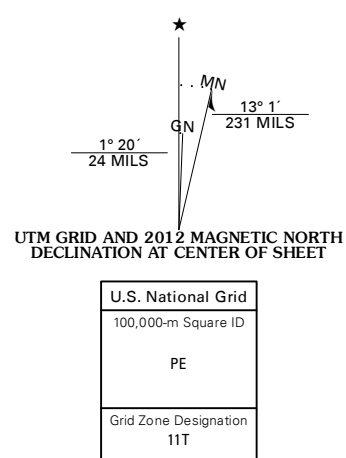 ★
MN
13° 1´
231 MILS
GN
1° 20´
24 MILS
UTM GRID AND 2012 MAGNETIC NORTH
DECLINATION AT CENTER OF SHEET
U.S. National Grid
100,000-m Square ID
PE
Grid Zone Designation
11T